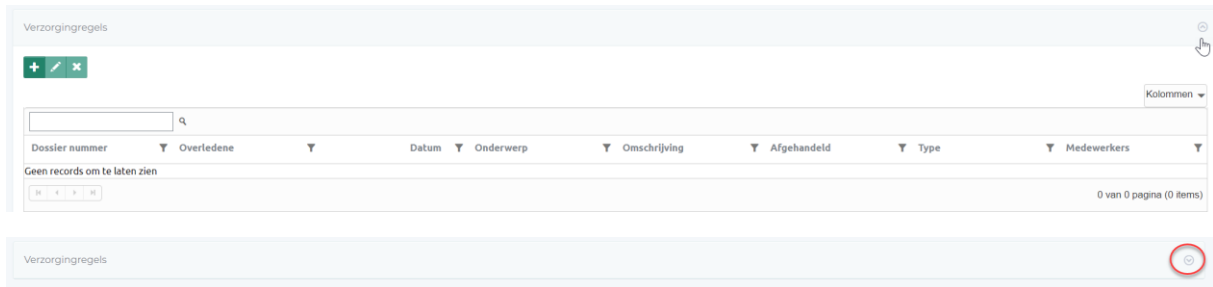 Verzorgingregels
Kolommen
Dossier nummer Overledene Datum Onderwerp Omschrijving Afgehandeld Type Medewerkers
Geen records om te laten zien
0 van 0 pagina (0 items)
Verzorgingregels